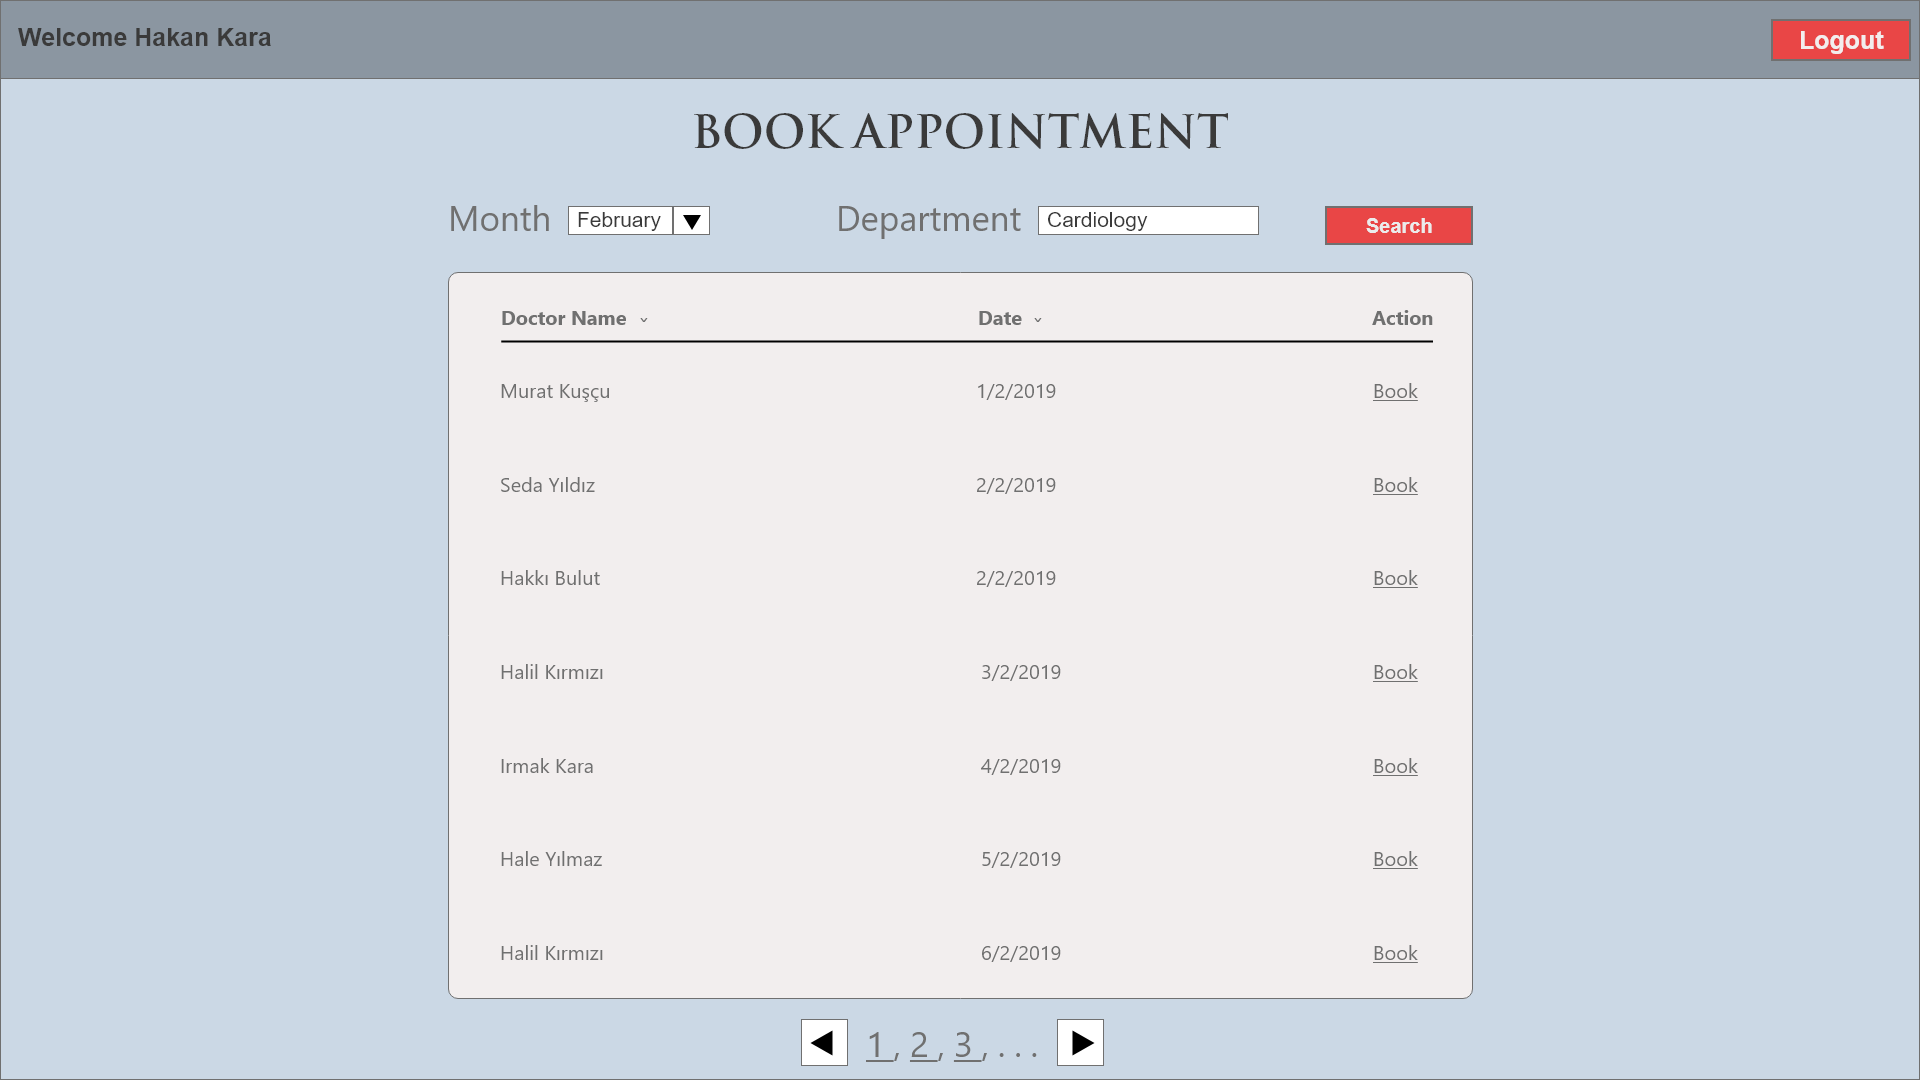 Welcome Hakan Kara
Logout
BOOK APPOINTMENT
Month February Department Cardiology Search
Doctor Name Date Action
Murat Kuşçu 1/2/2019 Book
Seda Yıldız 2/2/2019 Book
Hakkı Bulut 2/2/2019 Book
Halil Kırmızı 3/2/2019 Book
Irmak Kara 4/2/2019 Book
Hale Yılmaz 5/2/2019 Book
Halil Kırmızı 6/2/2019 Book
1 , 2 , 3 , . . .